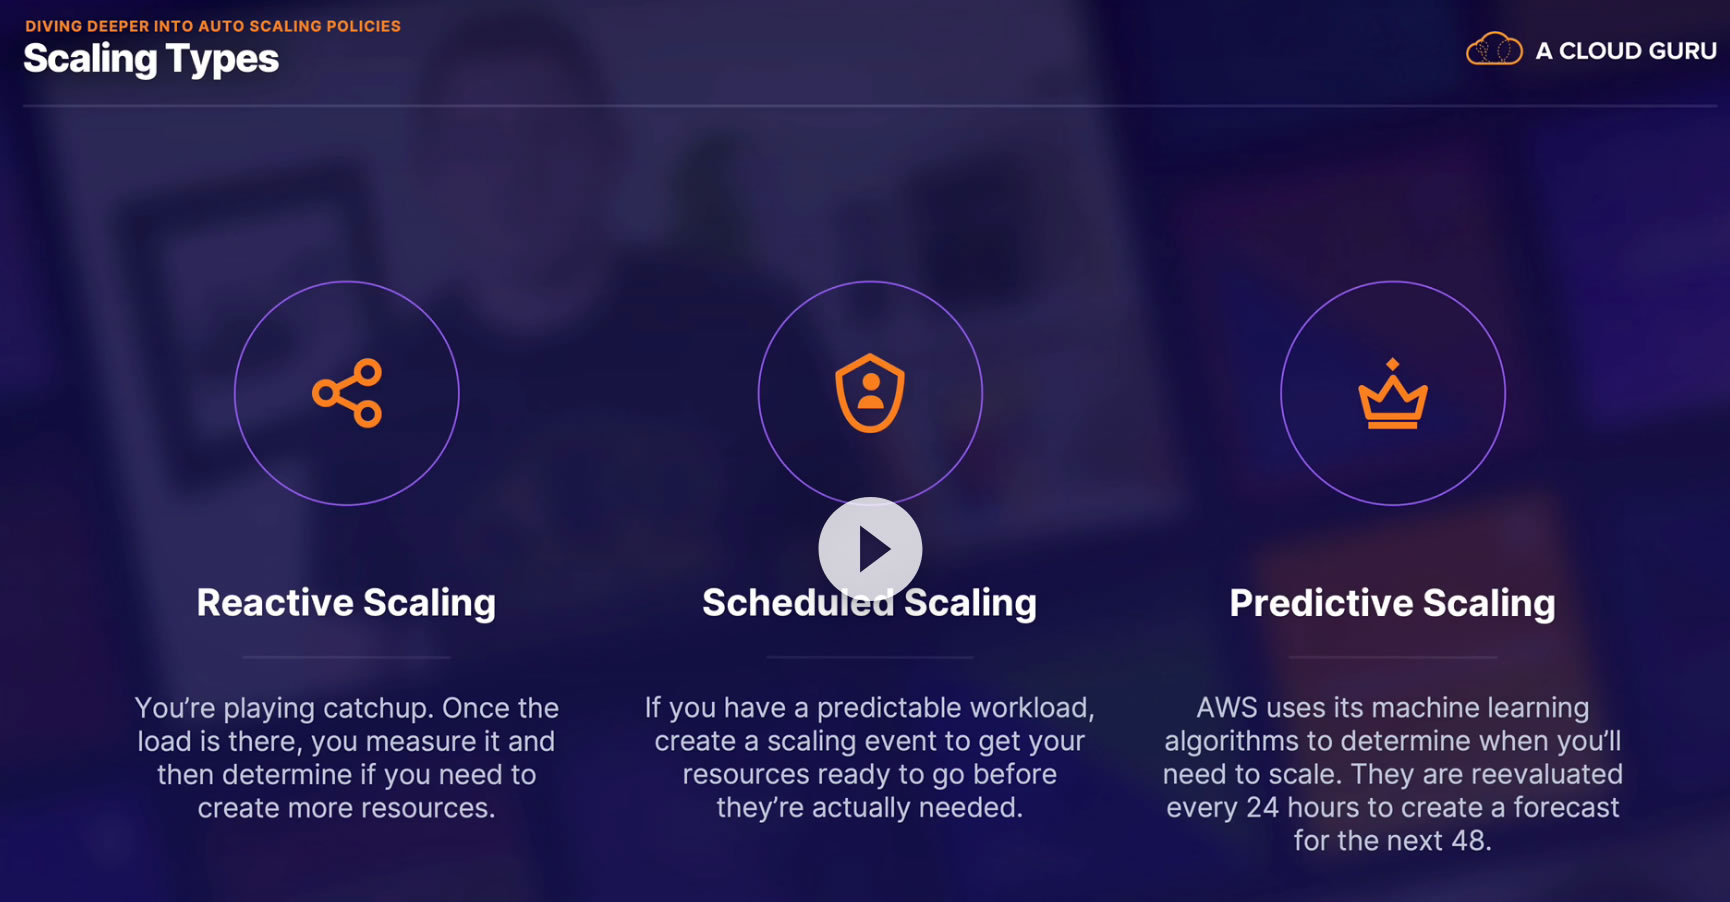 DIVING DEEPER INTO AUTO SCALING POLICIES
Scaling Types
A CLOUD GURU
Reactive Scaling
You're playing catchup. Once the
load is there, you measure it and
then determine if you need to
create more resources.
Scheduled Scaling
If you have a predictable workload,
create a scaling event to get your
resources ready to go before
they're actually needed.
Predictive Scaling
AWS uses its machine learning
algorithms to determine when you'll
need to scale. They are reevaluated
every 24 hours to create a forecast
for the next 48.